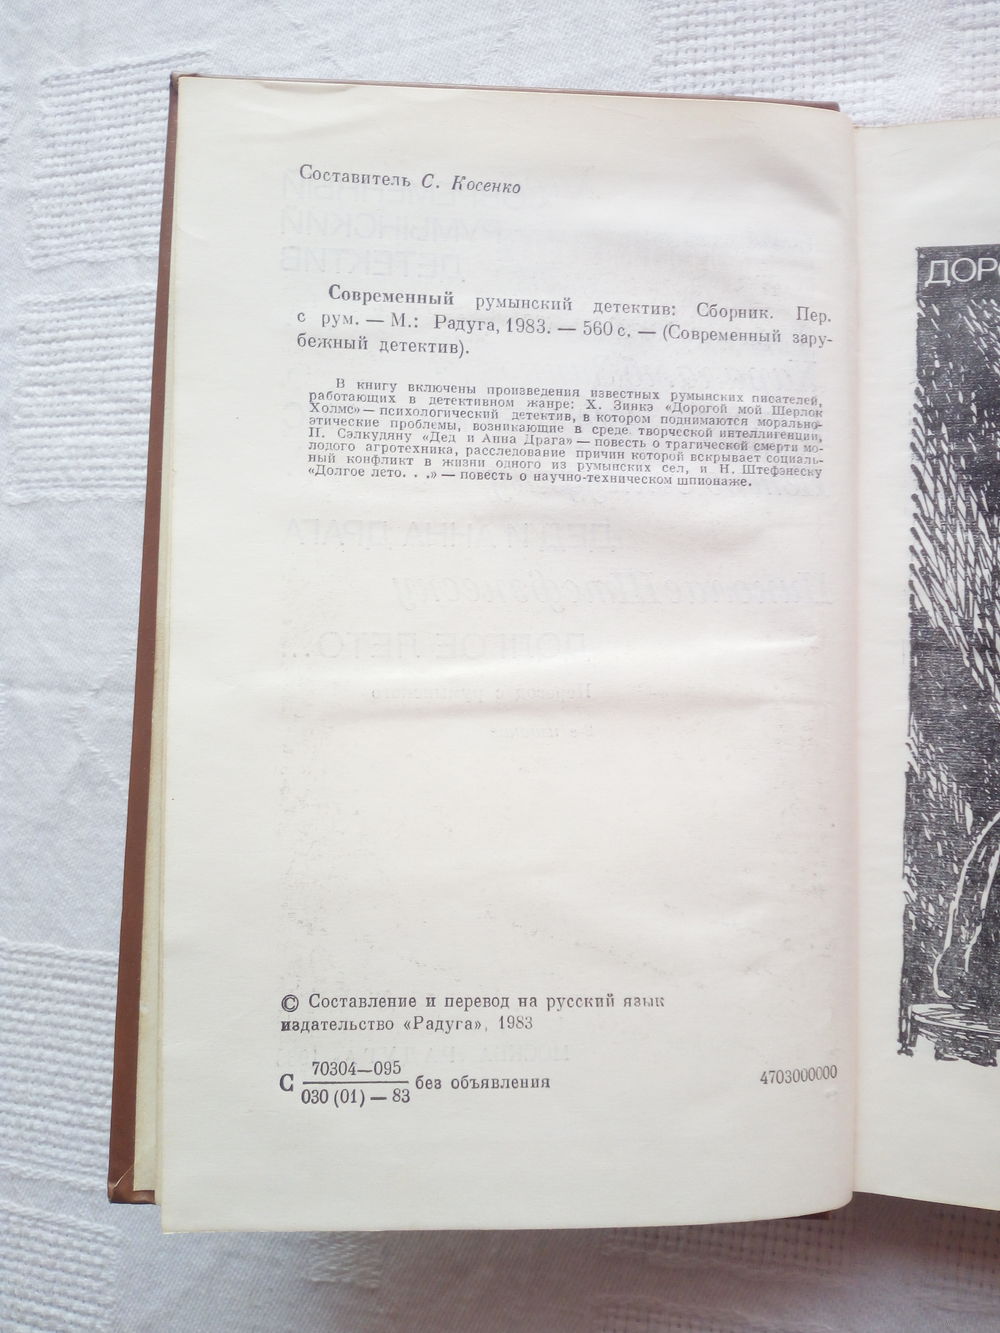 Составитель С. Косенко
Современный румынский детектив: Сборник. Пер.
с рум. — М.: Радуга, 1983. — 560 с. — (Современный зару-
бежный детектив).
В книгу включены произведения известных румынских писателей,
работающих в детективном жанре: Х. Зинкэ «Дорогой мой Шерлок
Холмс» — психологический детектив, в котором поднимаются морально-
этические проблемы, возникающие в среде творческой интеллигенции,
П. Сэлкудяну «Дед и Анна Драга» — повесть о трагической смерти мо-
лодого агротехника, расследование причин которой вскрывает социаль-
ный конфликт в жизни одного из румынских сел, и Н. Штефэнеску
«Долгое лето. . .» — повесть о научно-техническом шпионаже.
© Составление и перевод на русский язык
издательство «Радуга», 1983
С 70304—095
030 (01) — 83 без объявления
4703000000
ДОРО